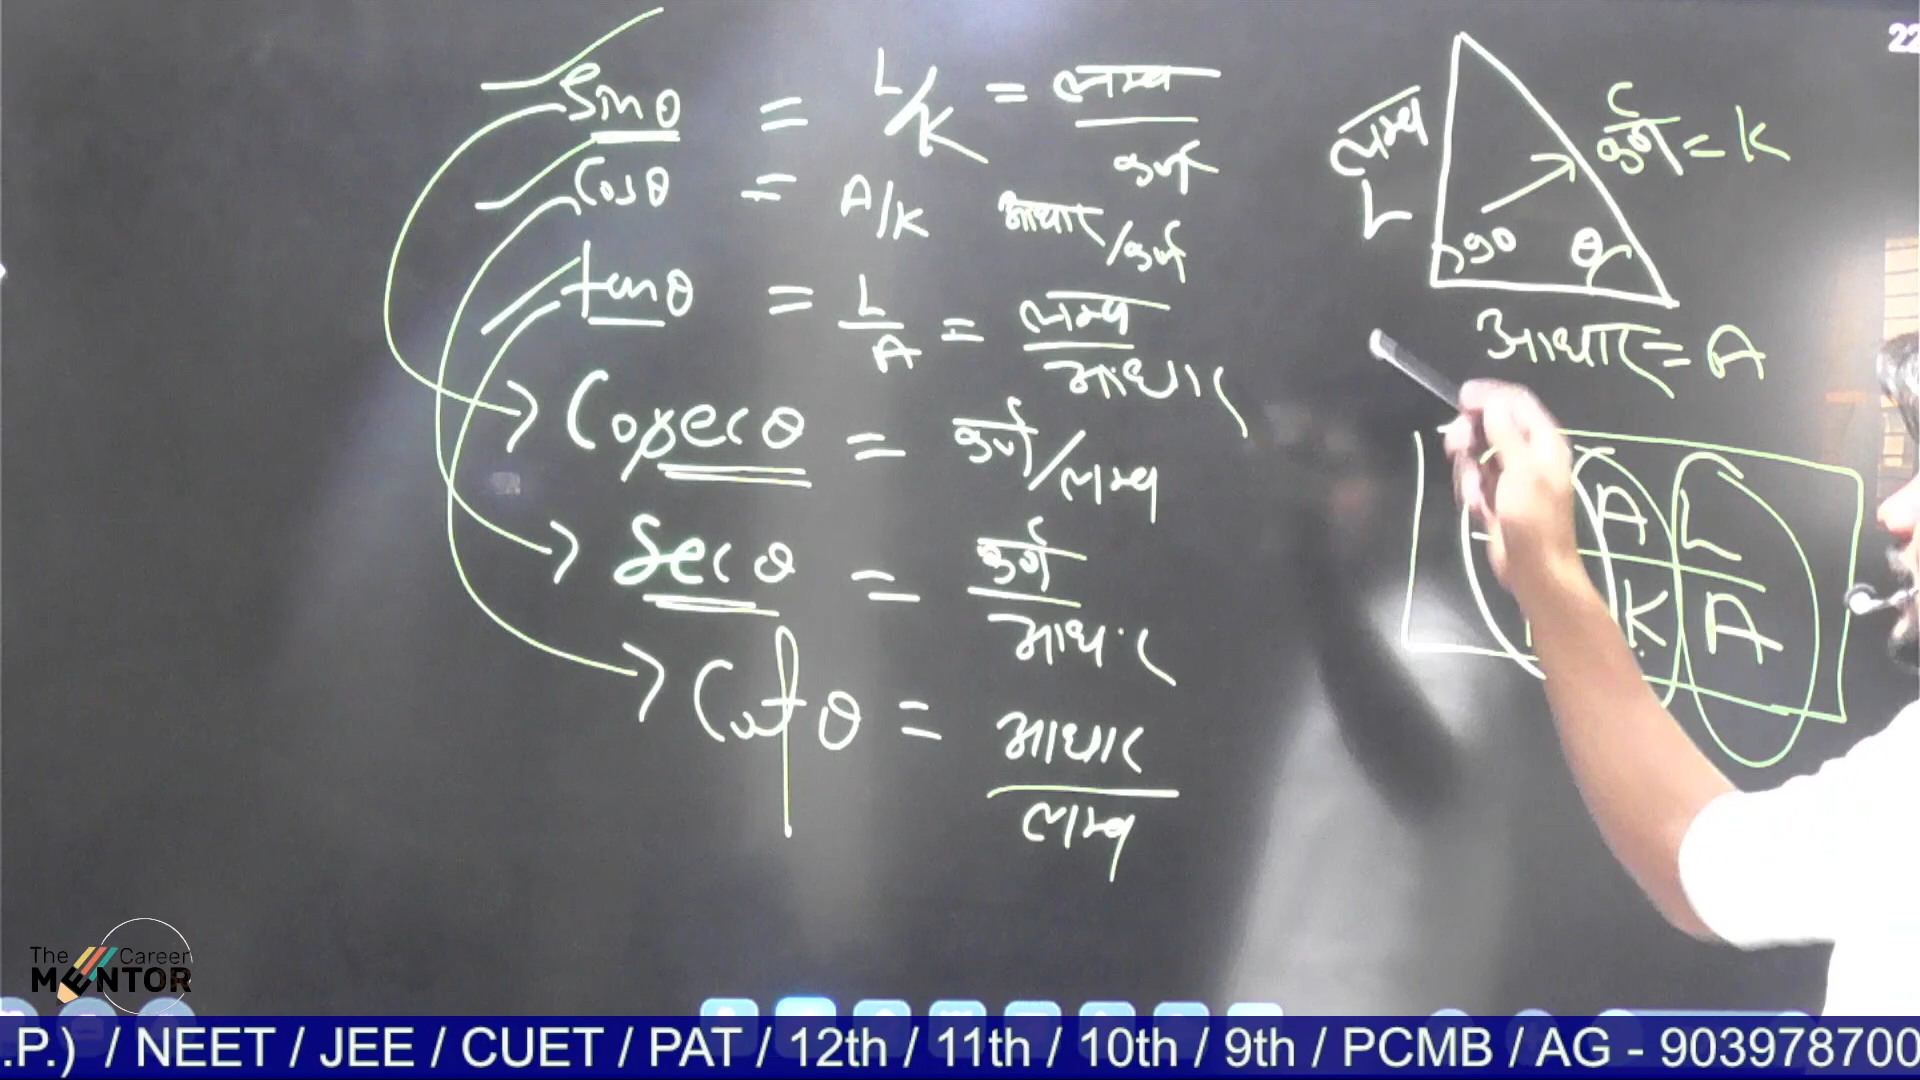 Sinθ = L/K = लम्ब/कर्ण
Cosθ = A/K आधार/कर्ण
tanθ = L/A = लम्ब/आधार
Cosecθ = कर्ण/लम्ब
Secθ = कर्ण/आधार
Cotθ = आधार/लम्ब
22
लम्ब
L
C
कर्ण = K
90 θ
आधार = A
A L
K A
The Career
MENTOR
.P.) / NEET / JEE / CUET / PAT / 12th / 11th / 10th / 9th / PCMB / AG - 903978700